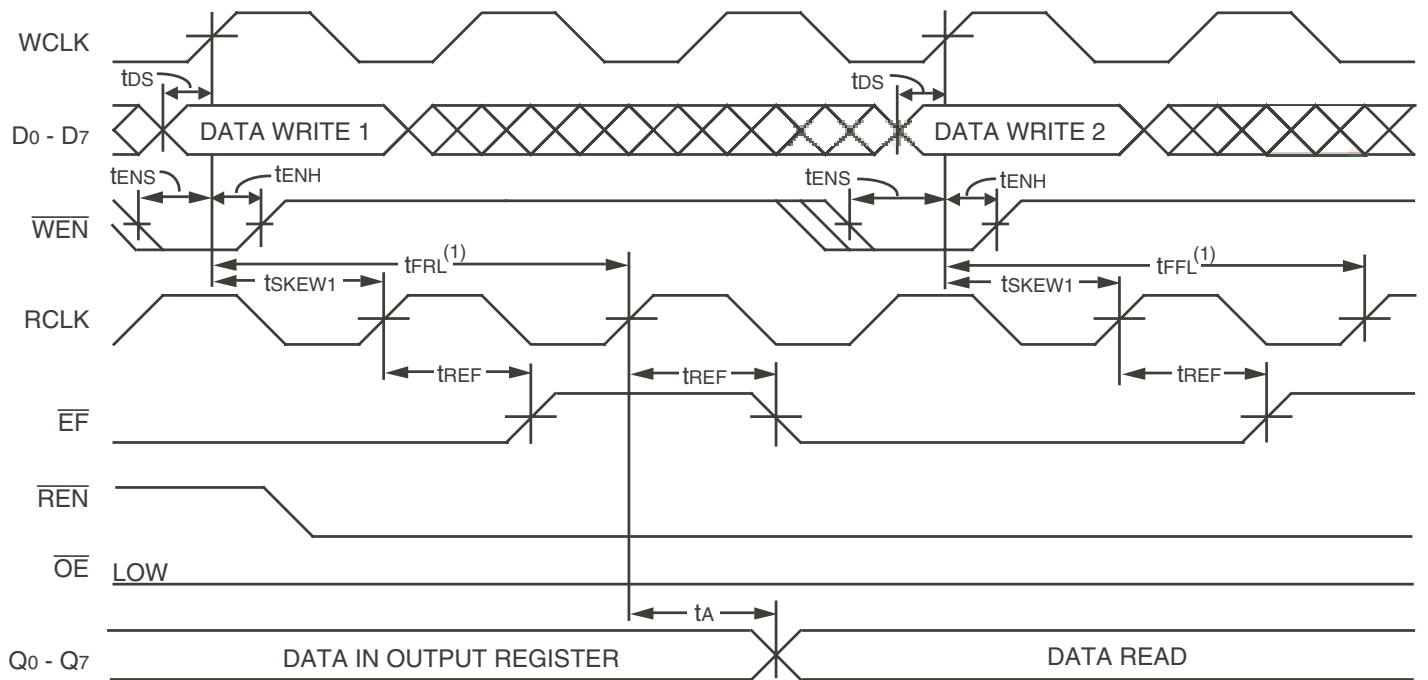 WCLK
tDS tDS
D0 - D7 DATA WRITE 1 DATA WRITE 2
tENS tENH tENS tENH
WEN
tFRL(1) tFFL(1)
tSKEW1 tSKEW1
RCLK
tREF tREF tREF
EF
REN
OE LOW
tA
Q0 - Q7 DATA IN OUTPUT REGISTER DATA READ